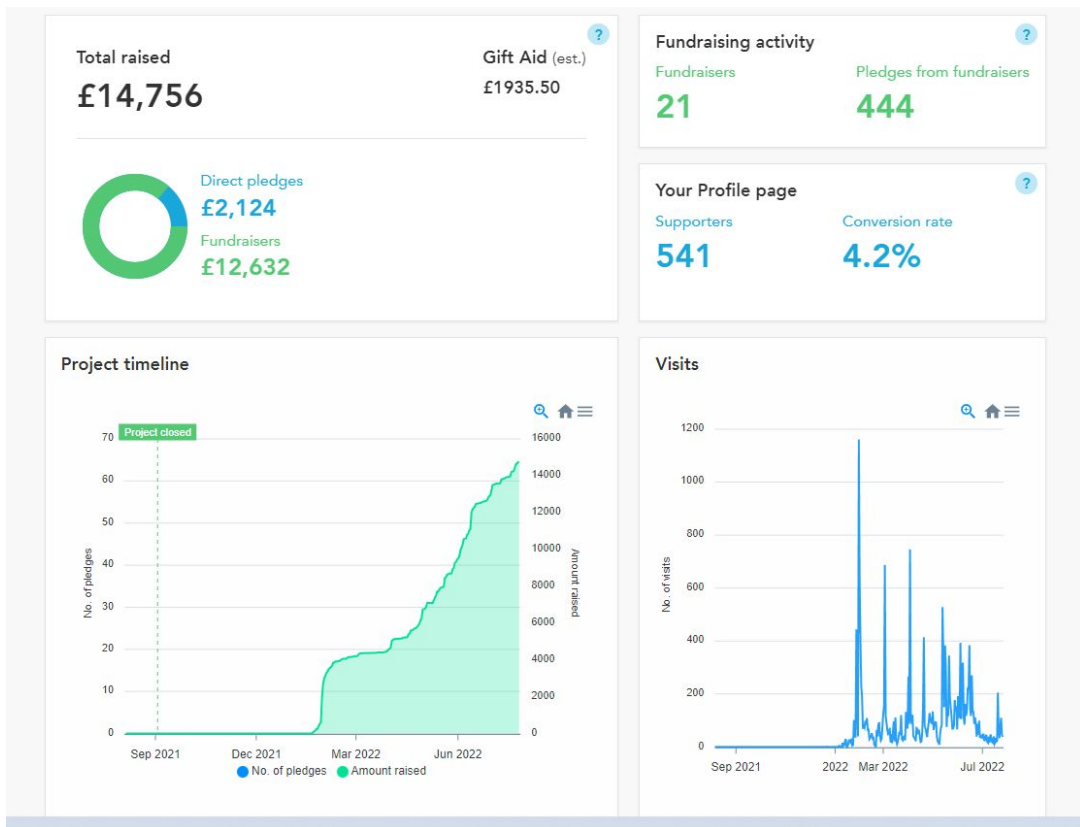 ?
Total raised
Gift Aid (est.)
£14,756
£1935.50
Direct pledges
£2,124
Fundraisers
£12,632
?
Fundraising activity
Fundraisers
Pledges from fundraisers
21
444
?
Your Profile page
Supporters
Conversion rate
541
4.2%
Project timeline
Project closed
70
60
50
40
30
20
10
0
No. of pledges
16000
14000
12000
10000
8000
6000
4000
2000
0
Amount raised
Sep 2021
Dec 2021
Mar 2022
Jun 2022
No. of pledges
Amount raised
Visits
1200
1000
800
600
400
200
0
No. of visits
Sep 2021
2022
Mar 2022
Jul 2022